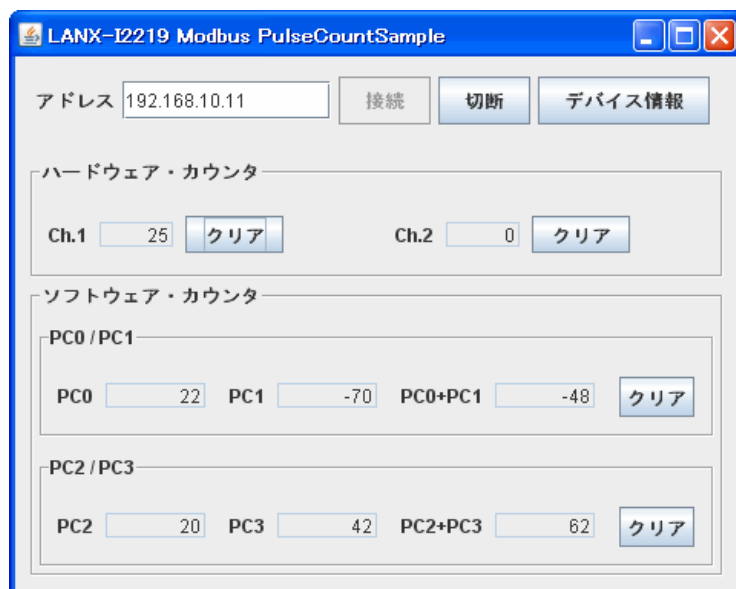 LANX-I2219 Modbus PulseCountSample
アドレス 192.168.10.11 接続 切断 デバイス情報
ハードウェア・カウンタ
Ch.1 25 クリア Ch.2 0 クリア
ソフトウェア・カウンタ
PC0 / PC1
PC0 22 PC1 -70 PC0+PC1 -48 クリア
PC2 / PC3
PC2 20 PC3 42 PC2+PC3 62 クリア